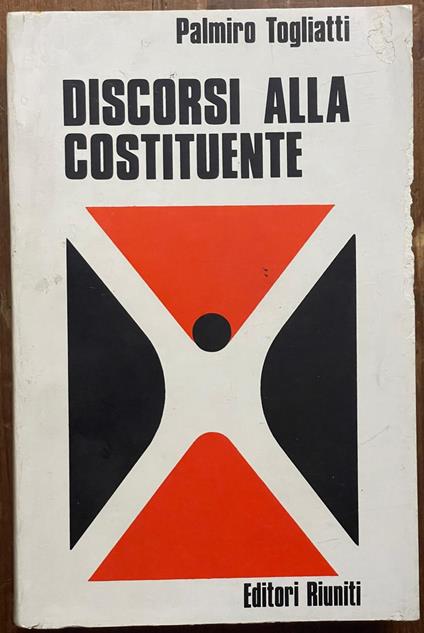 Palmiro Togliatti
DISCORSI ALLA
COSTITUENTE
Editori Riuniti